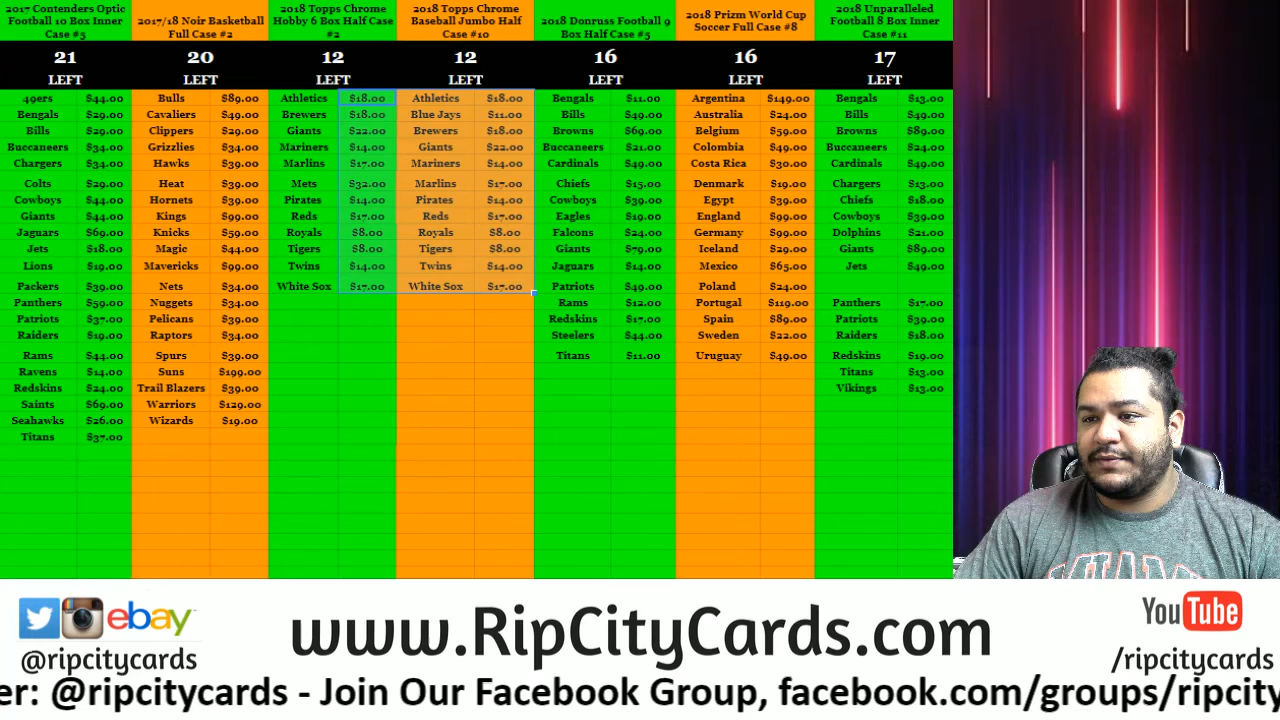 2017 Contenders Optic
Football 10 Box Inner
Case #5
21
LEFT
49ers $44.00
Bengals $29.00
Bills $29.00
Buccaneers $34.00
Chargers $34.00
Colts $29.00
Cowboys $44.00
Giants $44.00
Jaguars $69.00
Jets $18.00
Lions $19.00
Packers $39.00
Panthers $59.00
Patriots $37.00
Raiders $19.00
Rams $44.00
Ravens $14.00
Redskins $24.00
Saints $69.00
Seahawks $26.00
Titans $37.00
2017/18 Noir Basketball
Full Case #2
20
LEFT
Bulls $89.00
Cavaliers $49.00
Clippers $29.00
Grizzlies $34.00
Hawks $39.00
Heat $39.00
Hornets $39.00
Kings $99.00
Knicks $59.00
Magic $44.00
Mavericks $99.00
Nets $34.00
Nuggets $34.00
Pelicans $39.00
Raptors $34.00
Spurs $39.00
Suns $199.00
Trail Blazers $39.00
Warriors $129.00
Wizards $19.00
2018 Topps Chrome
Hobby 6 Box Half Case
#2
12
LEFT
Athletics $18.00
Brewers $18.00
Giants $22.00
Mariners $14.00
Marlins $17.00
Mets $32.00
Pirates $14.00
Reds $17.00
Royals $8.00
Tigers $8.00
Twins $14.00
White Sox $17.00
2018 Topps Chrome
Baseball Jumbo Half
Case #10
12
LEFT
Athletics $18.00
Blue Jays $11.00
Brewers $18.00
Giants $22.00
Mariners $14.00
Marlins $17.00
Pirates $14.00
Reds $17.00
Royals $8.00
Tigers $8.00
Twins $14.00
White Sox $17.00
2018 Donruss Football 9
Box Half Case #5
16
LEFT
Bengals $11.00
Bills $49.00
Browns $69.00
Buccaneers $21.00
Cardinals $49.00
Chiefs $15.00
Cowboys $39.00
Eagles $19.00
Falcons $24.00
Giants $79.00
Jaguars $14.00
Patriots $49.00
Rams $12.00
Redskins $17.00
Steelers $44.00
Titans $11.00
2018 Prizm World Cup
Soccer Full Case #8
16
LEFT
Argentina $149.00
Australia $24.00
Belgium $59.00
Colombia $49.00
Costa Rica $30.00
Denmark $19.00
Egypt $39.00
England $99.00
Germany $99.00
Iceland $29.00
Mexico $65.00
Poland $24.00
Portugal $119.00
Spain $89.00
Sweden $22.00
Uruguay $49.00
2018 Unparalleled
Football 8 Box Inner
Case #11
17
LEFT
Bengals $13.00
Bills $49.00
Browns $89.00
Buccaneers $24.00
Cardinals $49.00
Chargers $13.00
Chiefs $18.00
Cowboys $39.00
Dolphins $21.00
Giants $89.00
Jets $49.00
Panthers $17.00
Patriots $39.00
Raiders $18.00
Redskins $19.00
Titans $13.00
Vikings $13.00
ebay
@ripcitycards
www.RipCityCards.com
YouTube
/ripcitycards
er: @ripcitycards - Join Our Facebook Group, facebook.com/groups/ripcity